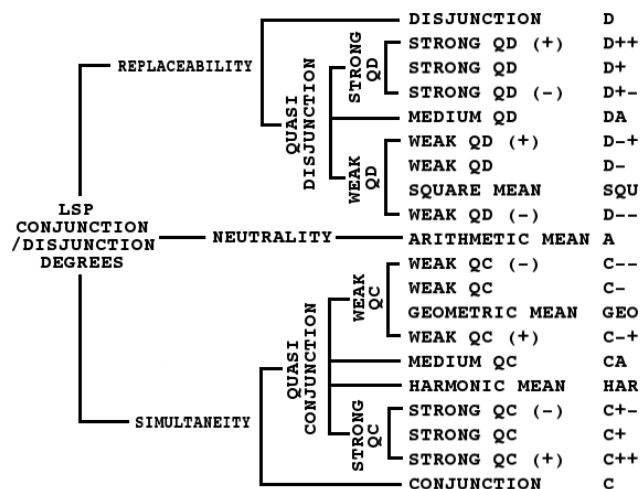 DISJUNCTION D
STRONG QD (+) D++
STRONG QD D+
STRONG QD (-) D+-
MEDIUM QD DA
WEAK QD (+) D-+
WEAK QD D-
SQUARE MEAN SQU
WEAK QD (-) D--
REPLACEABILITY
QUASI
DISJUNCTION
STRONG
QD
WEAK
QD
LSP
CONJUNCTION
/DISJUNCTION
DEGREES
NEUTRALITY
ARITHMETIC MEAN A
WEAK QC (-) C--
WEAK QC C-
GEOMETRIC MEAN GEO
WEAK QC (+) C-+
MEDIUM QC CA
HARMONIC MEAN HAR
STRONG QC (-) C+-
STRONG QC C+
STRONG QC (+) C++
CONJUNCTION C
SIMULTANEITY
QUASI
CONJUNCTION
WEAK
QC
STRONG
QC